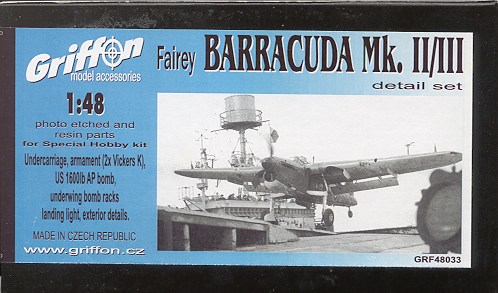 Griffon
model accessories
Fairey BARRACUDA Mk. II/III
detail set
1:48
photo etched and
resin parts
for Special Hobby kit
Undercarriage, armament (2x Vickers K),
US 1600lb AP bomb,
underwing bomb racks
landing light, exterior details.
MADE IN CZECH REPUBLIC
www.griffon.cz
GRF48033